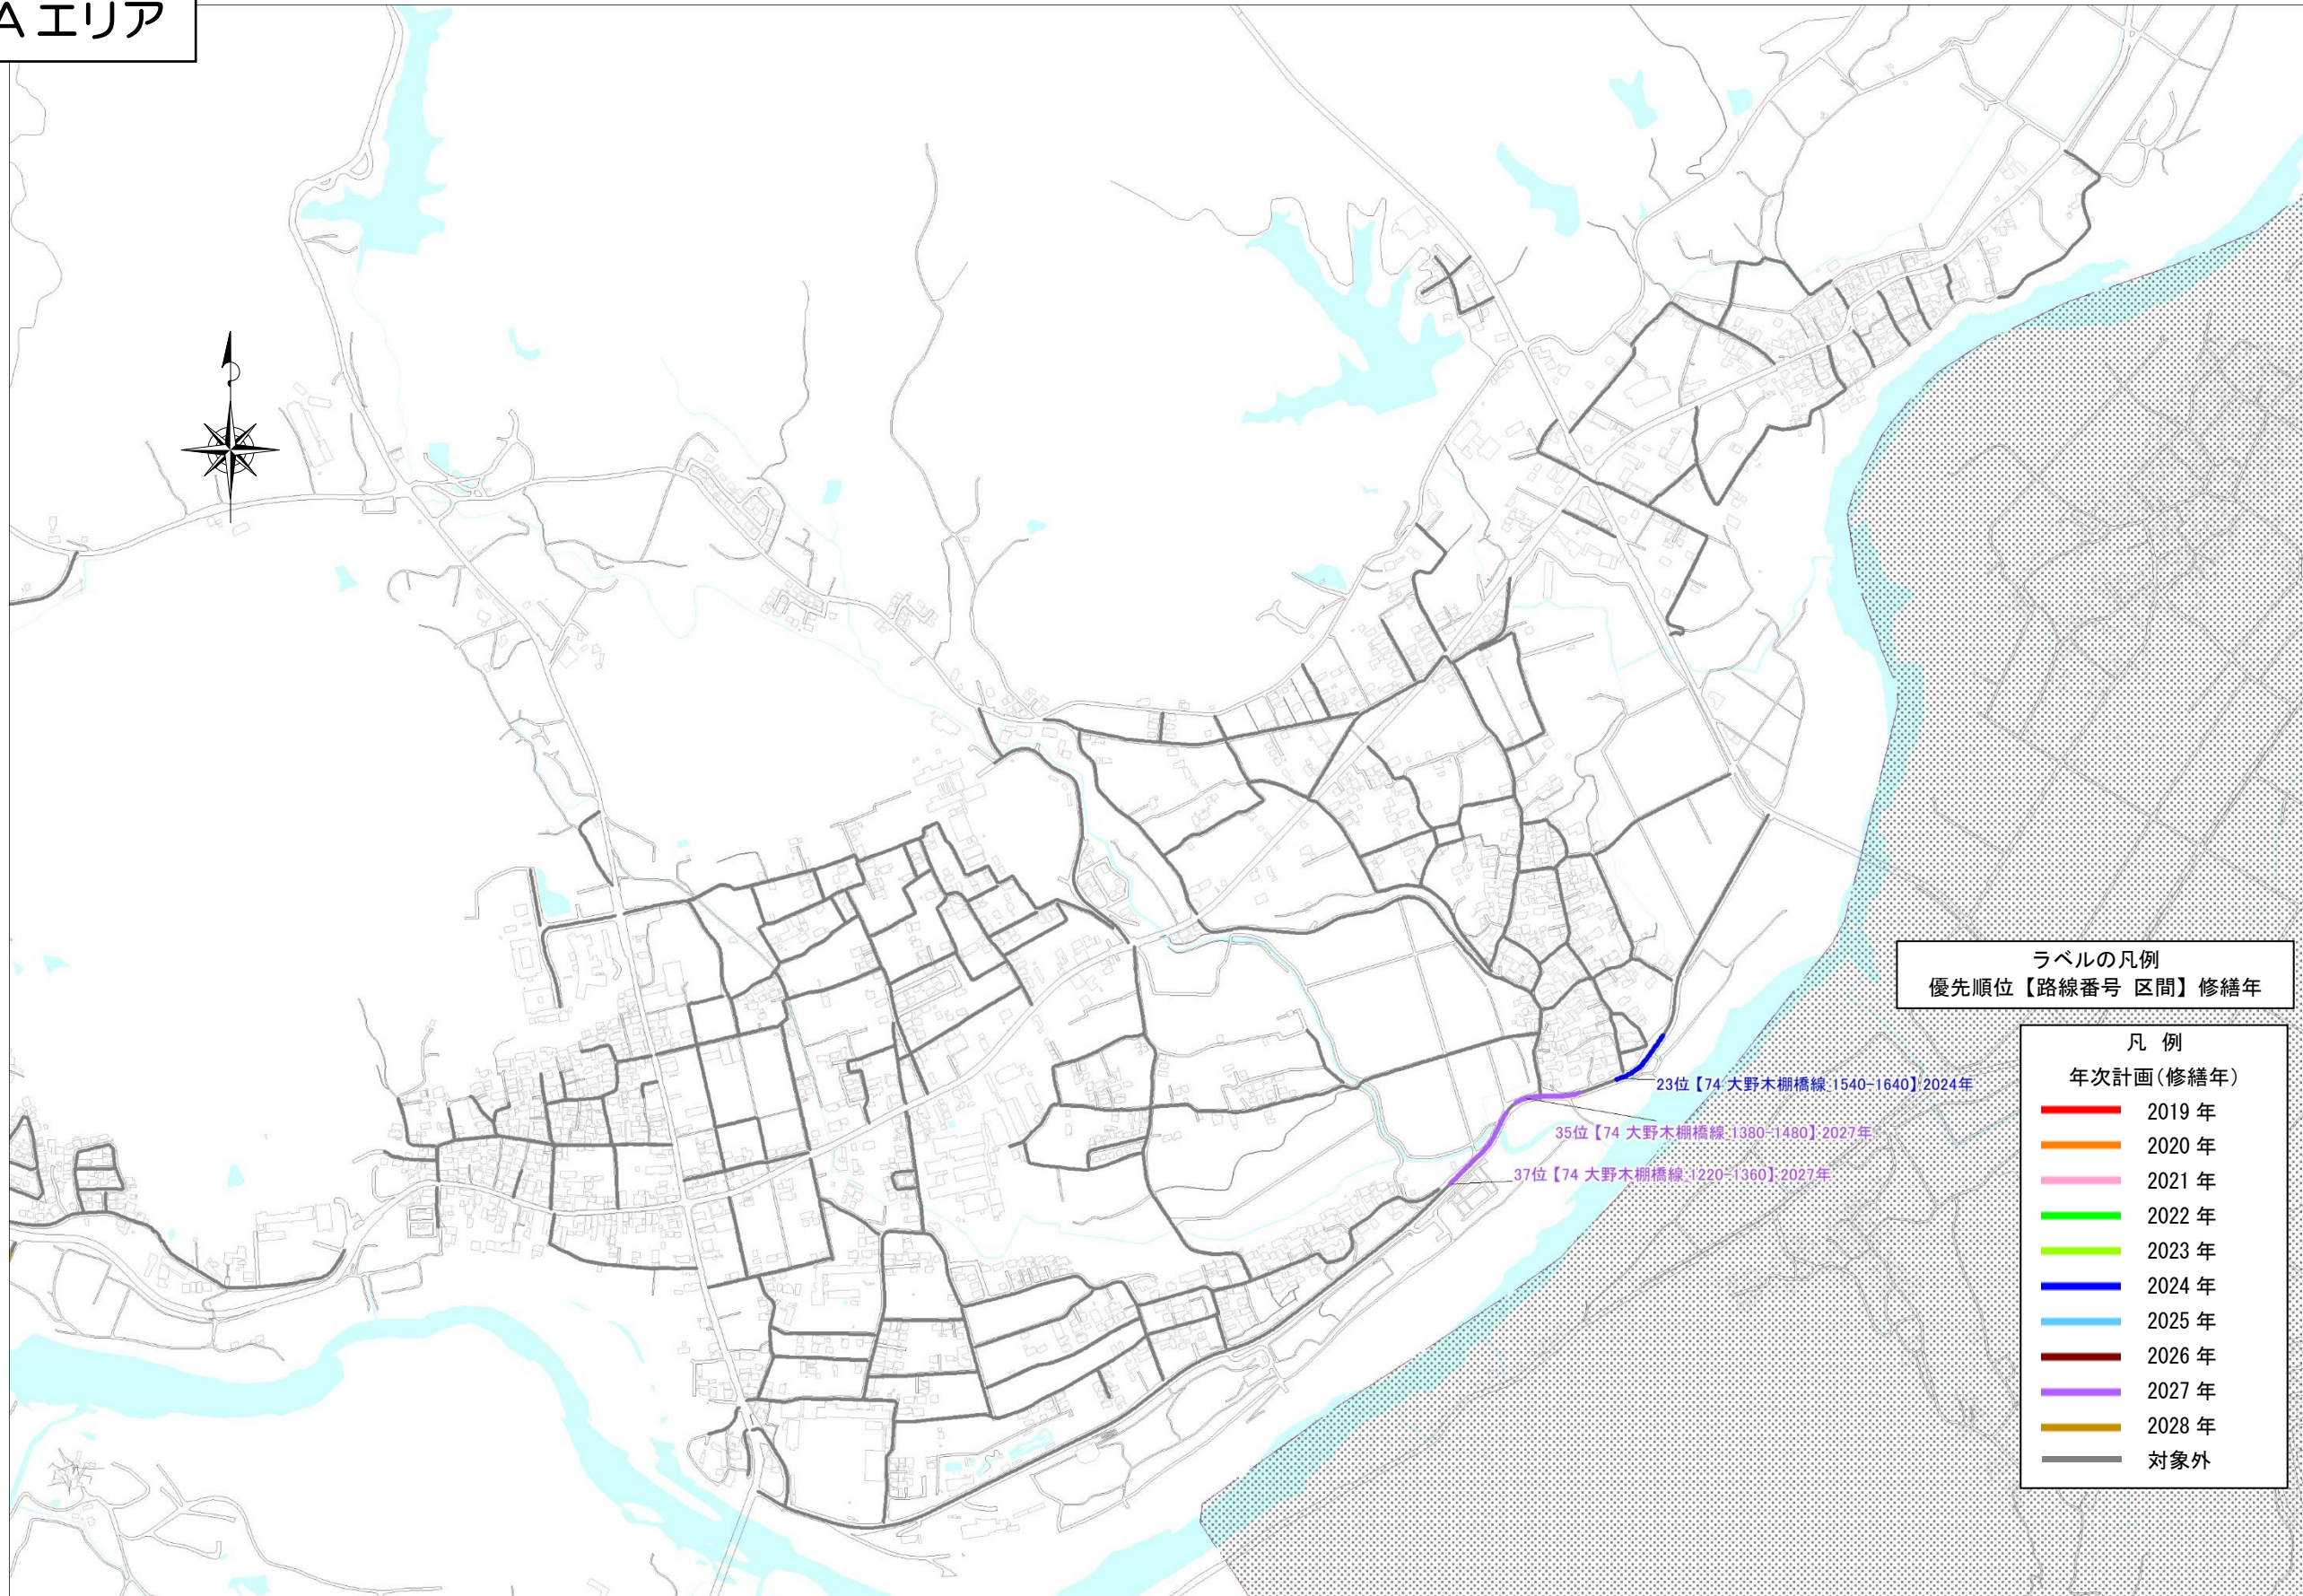 Aエリア
ラベルの凡例
優先順位【路線番号 区間】修繕年
凡 例
年次計画(修繕年)
2019 年
2020 年
2021 年
2022 年
2023 年
2024 年
2025 年
2026 年
2027 年
2028 年
対象外
23位【74 大野木棚橋線 1540-1640】2024年
35位【74 大野木棚橋線 1380-1480】2027年
37位【74 大野木棚橋線 1220-1360】2027年